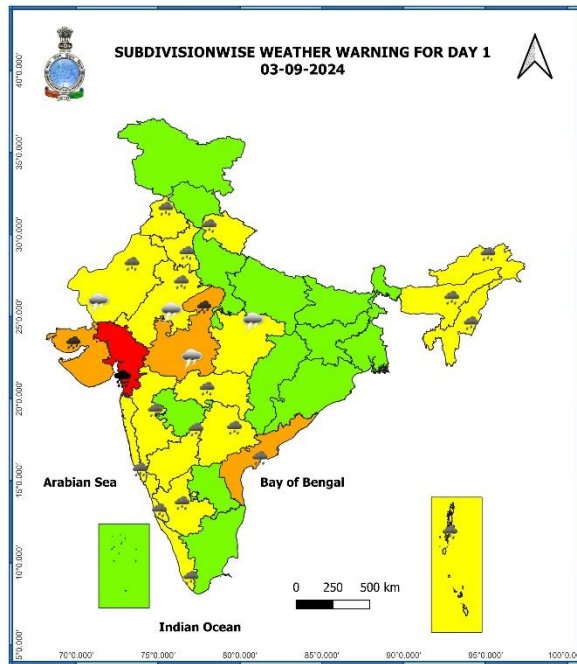 SUBDIVISIONWISE WEATHER WARNING FOR DAY 1
03-09-2024
40°0.000'
35°0.000'
30°0.000'
25°0.000'
20°0.000'
15°0.000'
10°0.000'
5°0.000'
Arabian Sea
Bay of Bengal
0 250 500 km
Indian Ocean
70°0.000' 75°0.000' 80°0.000' 85°0.000' 90°0.000' 95°0.000' 100°0.000'